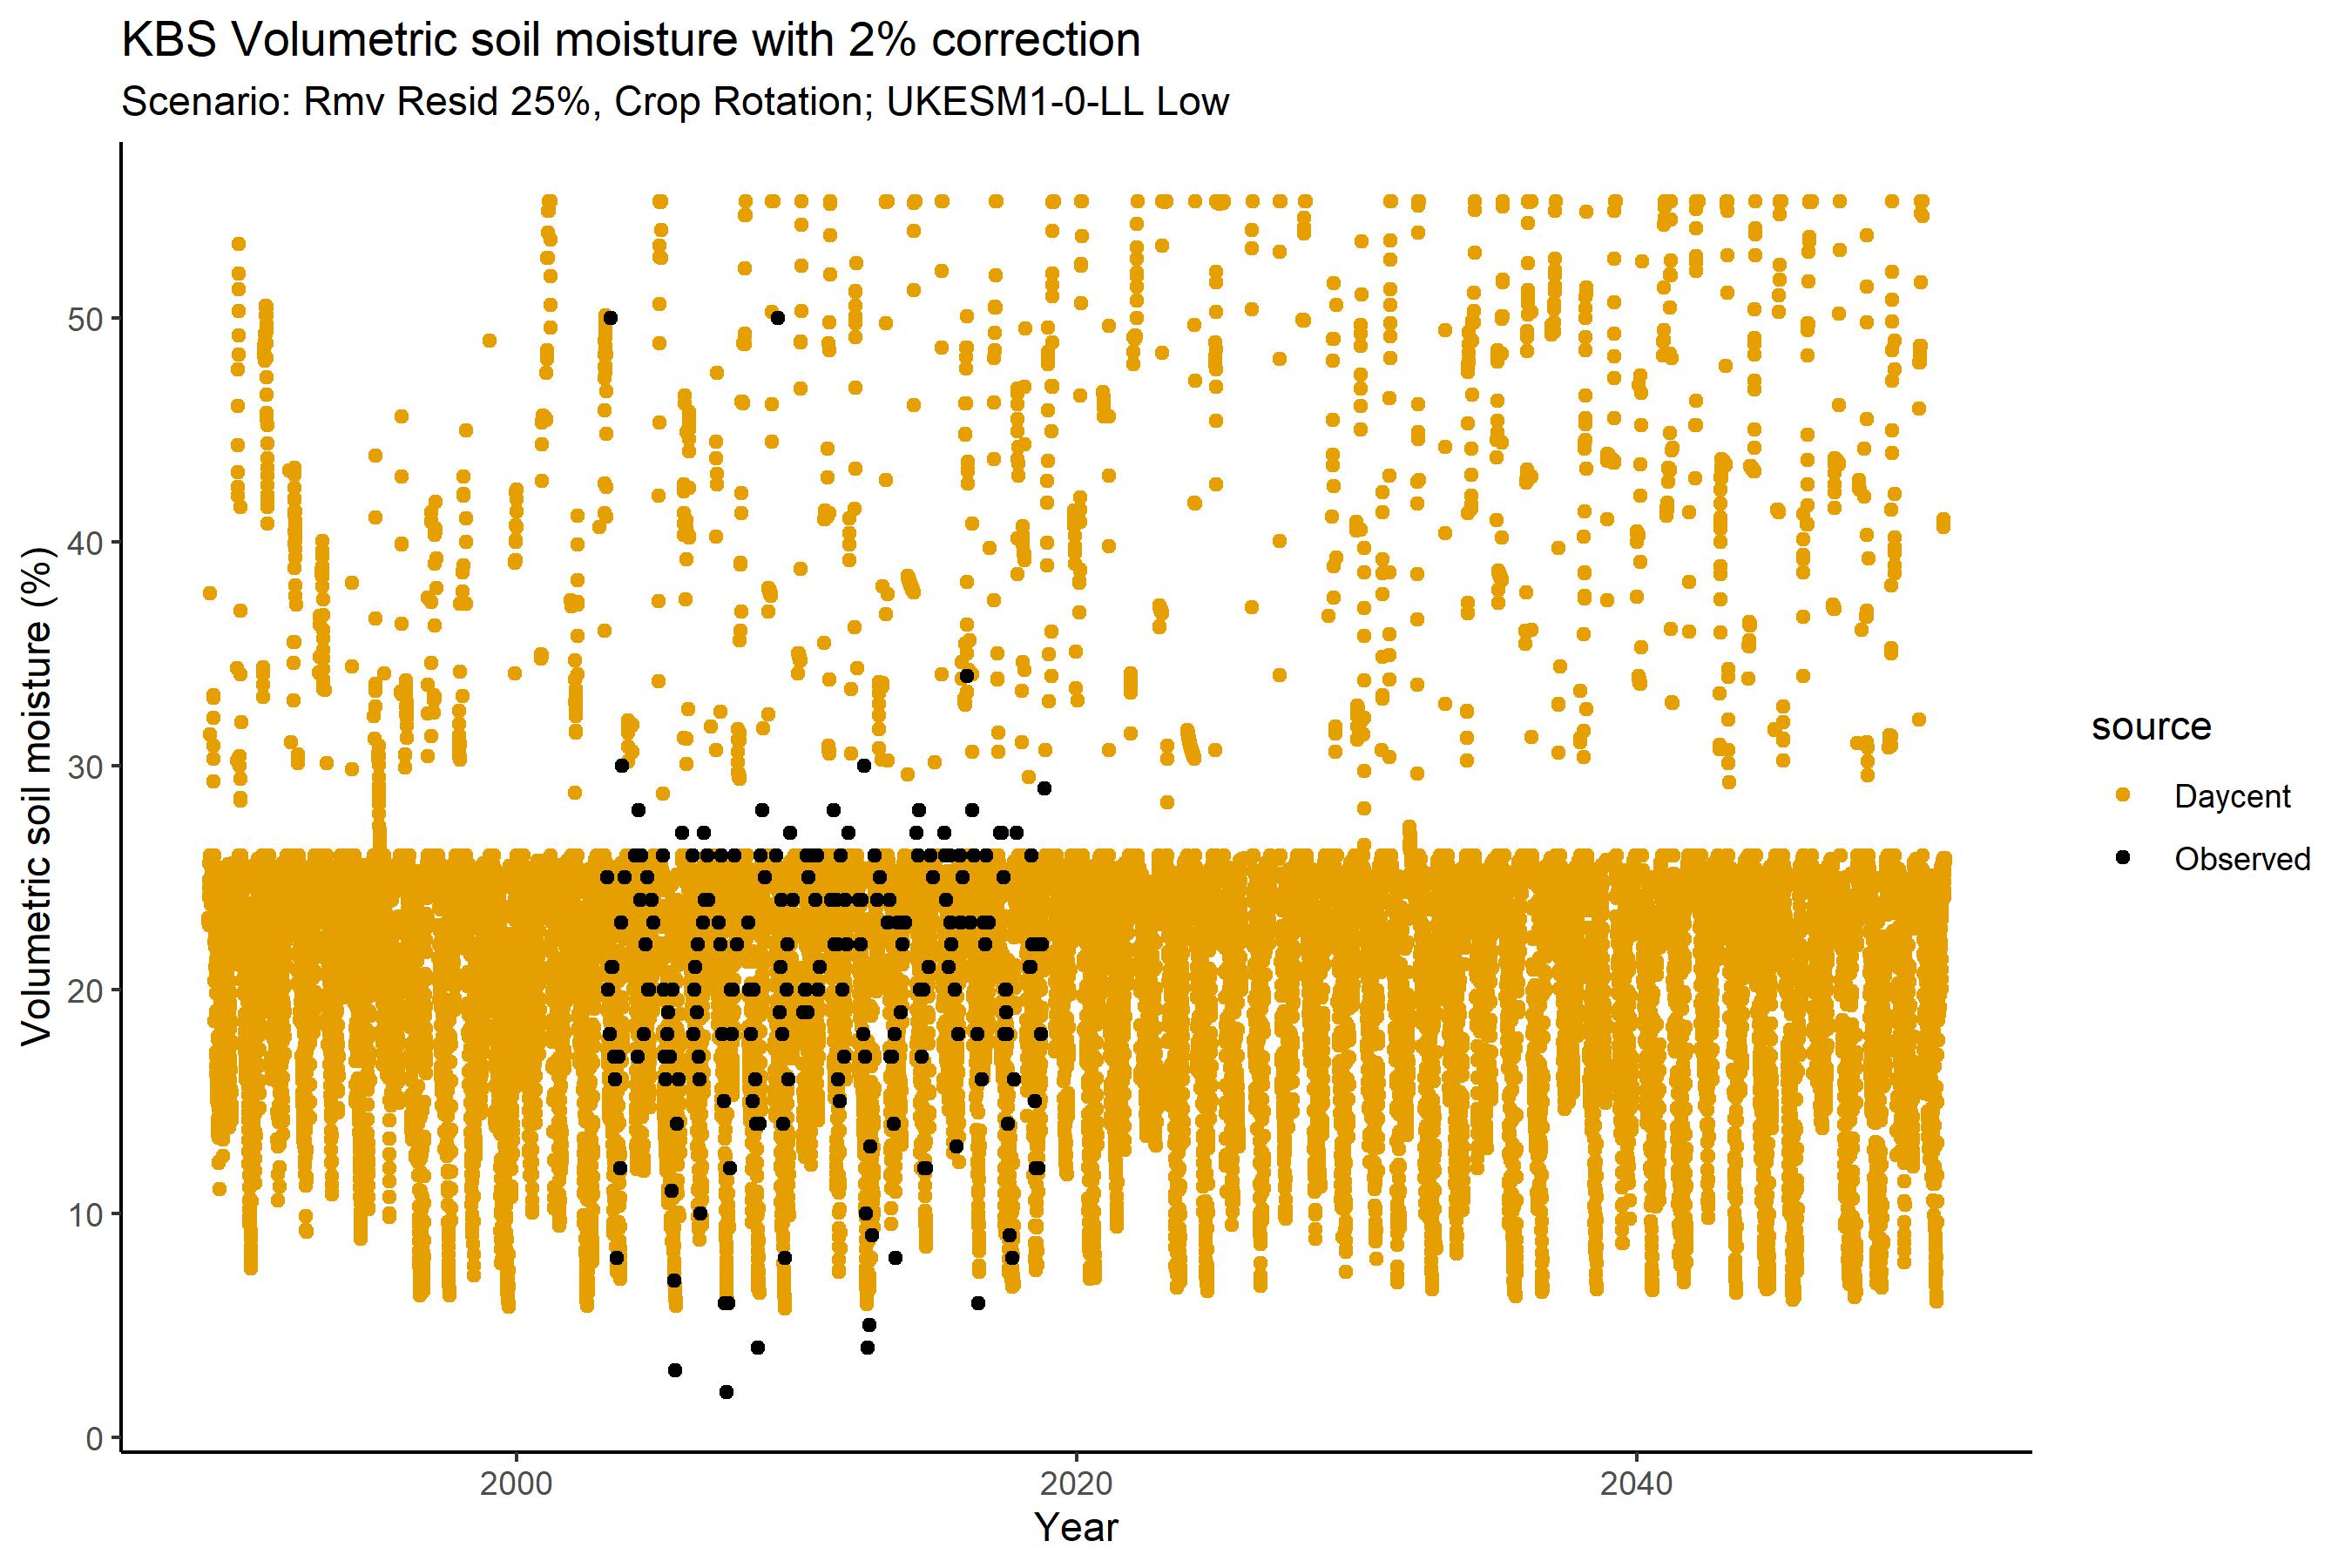 KBS Volumetric soil moisture with 2% correction
Scenario: Rmv Resid 25%, Crop Rotation; UKESM1-0-LL Low
Volumetric soil moisture (%)
50
40
30
20
10
0
2000
2020
2040
Year
source
Daycent
Observed